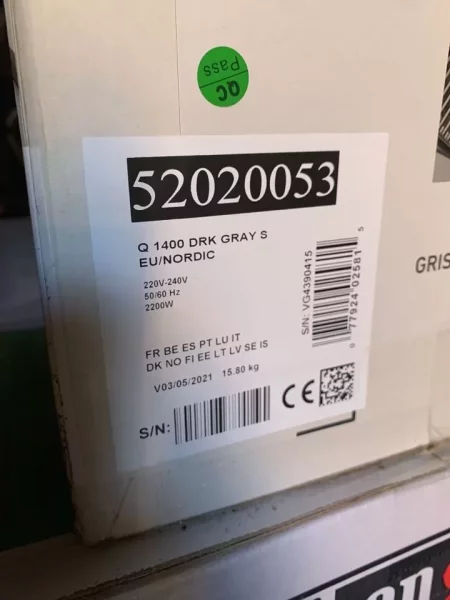 QC
Pass
52020053
Q 1400 DRK GRAY S
EU/NORDIC
220V-240V
50/60 Hz
2200W
FR BE ES PT LU IT
DK NO FI EE LT LV SE IS
V03/05/2021 15.80 kg
S/N:
S/N: VG4390415
0 77924 02581 5
CE
GRIS